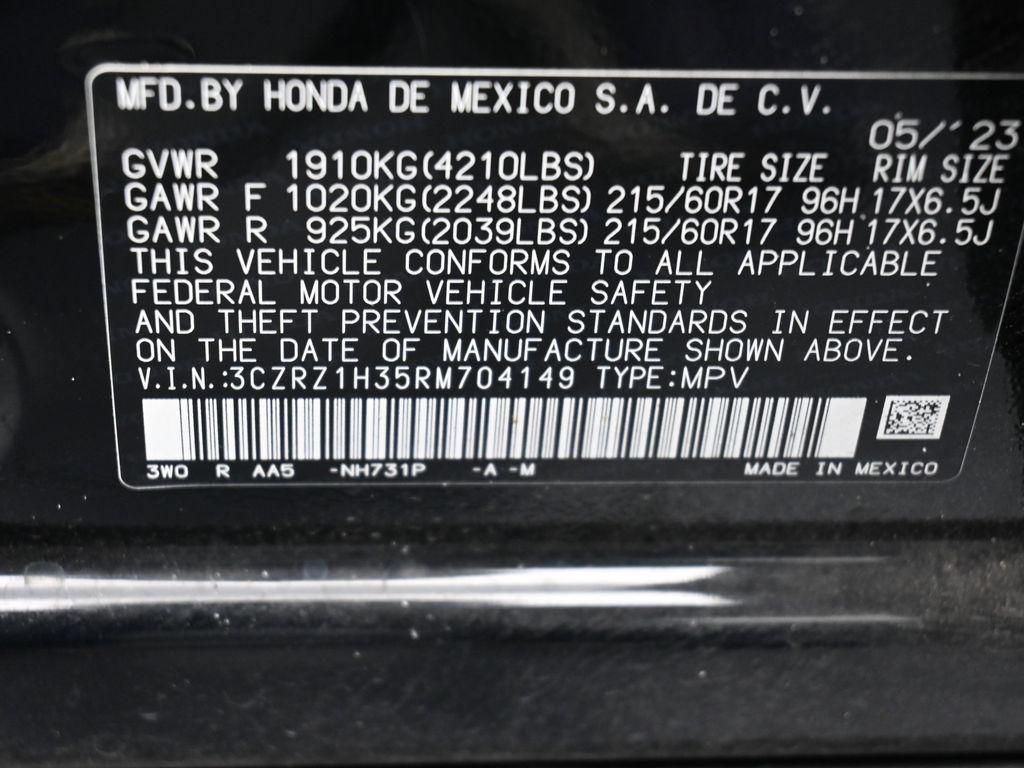 MFD.BY HONDA DE MEXICO S.A. DE C.V.
05/'23
GVWR 1910KG(4210LBS) TIRE SIZE RIM SIZE
GAWR F 1020KG(2248LBS) 215/60R17 96H 17X6.5J
GAWR R 925KG(2039LBS) 215/60R17 96H 17X6.5J
THIS VEHICLE CONFORMS TO ALL APPLICABLE
FEDERAL MOTOR VEHICLE SAFETY
AND THEFT PREVENTION STANDARDS IN EFFECT
ON THE DATE OF MANUFACTURE SHOWN ABOVE.
V.I.N.:3CZRZ1H35RM704149 TYPE:MPV
3W0 R AA5 -NH731P -A -M MADE IN MEXICO